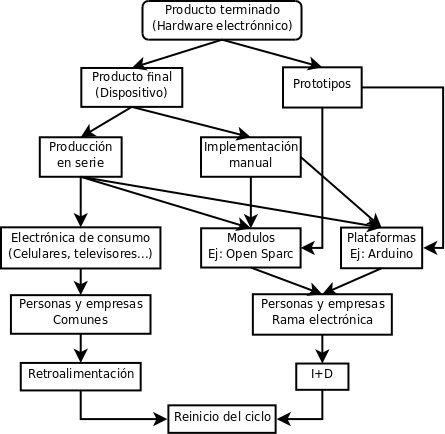 Producto terminado
(Hardware electrónnico)
Producto final
(Dispositivo)
Prototipos
Producción
en serie
Implementación
manual
Electrónica de consumo
(Celulares, televisores...)
Modulos
Ej: Open Sparc
Plataformas
Ej: Arduino
Personas y empresas
Comunes
Personas y empresas
Rama electrónica
Retroalimentación
I+D
Reinicio del ciclo